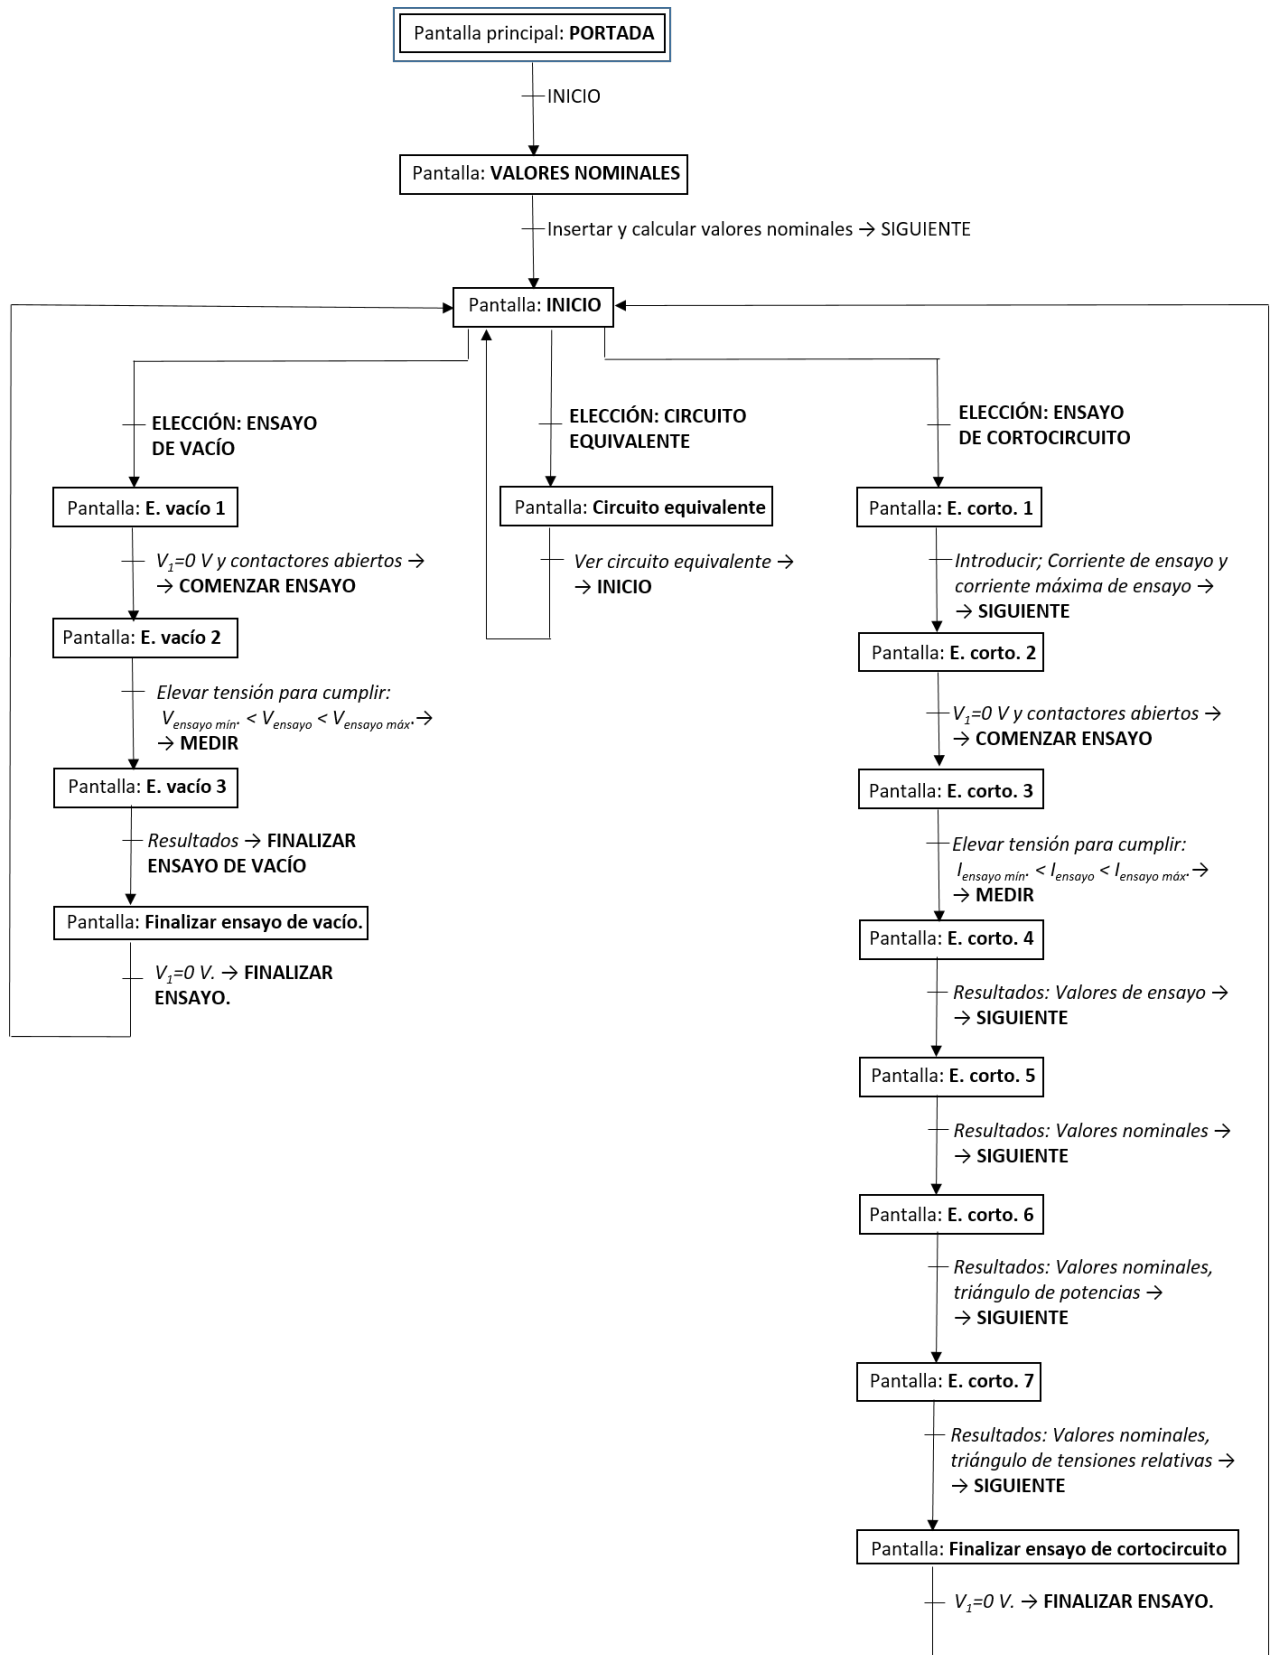 Pantalla principal: PORTADA
INICIO
Pantalla: VALORES NOMINALES
Insertar y calcular valores nominales → SIGUIENTE
Pantalla: INICIO
ELECCIÓN: ENSAYO
DE VACÍO
Pantalla: E. vacío 1
V₁=0 V y contactores abiertos →
→ COMENZAR ENSAYO
Pantalla: E. vacío 2
Elevar tensión para cumplir:
Vensayo mín. < Vensayo < Vensayo máx. →
→ MEDIR
Pantalla: E. vacío 3
Resultados → FINALIZAR
ENSAYO DE VACÍO
Pantalla: Finalizar ensayo de vacío.
V₁=0 V. → FINALIZAR
ENSAYO.
ELECCIÓN: CIRCUITO
EQUIVALENTE
Pantalla: Circuito equivalente
Ver circuito equivalente →
→ INICIO
ELECCIÓN: ENSAYO
DE CORTOCIRCUITO
Pantalla: E. corto. 1
Introducir; Corriente de ensayo y
corriente máxima de ensayo →
→ SIGUIENTE
Pantalla: E. corto. 2
V₁=0 V y contactores abiertos →
→ COMENZAR ENSAYO
Pantalla: E. corto. 3
Elevar tensión para cumplir:
Iensayo mín. < Iensayo < Iensayo máx. →
→ MEDIR
Pantalla: E. corto. 4
Resultados: Valores de ensayo →
→ SIGUIENTE
Pantalla: E. corto. 5
Resultados: Valores nominales →
→ SIGUIENTE
Pantalla: E. corto. 6
Resultados: Valores nominales,
triángulo de potencias →
→ SIGUIENTE
Pantalla: E. corto. 7
Resultados: Valores nominales,
triángulo de tensiones relativas →
→ SIGUIENTE
Pantalla: Finalizar ensayo de cortocircuito
V₁=0 V. → FINALIZAR ENSAYO.